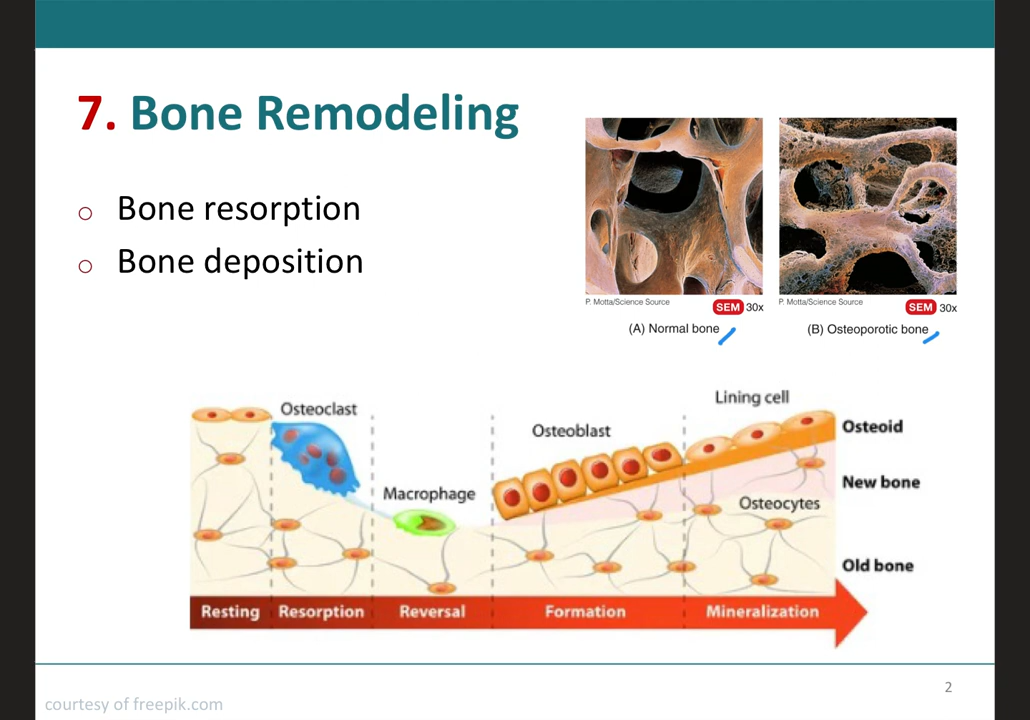 7. Bone Remodeling
Bone resorption
Bone deposition
P. Motta/Science Source
SEM 30x
(A) Normal bone
P. Motta/Science Source
SEM 30x
(B) Osteoporotic bone
Osteoclast
Macrophage
Osteoblast
Lining cell
Osteoid
New bone
Osteocytes
Old bone
Resting
Resorption
Reversal
Formation
Mineralization
2
courtesy of freepik.com